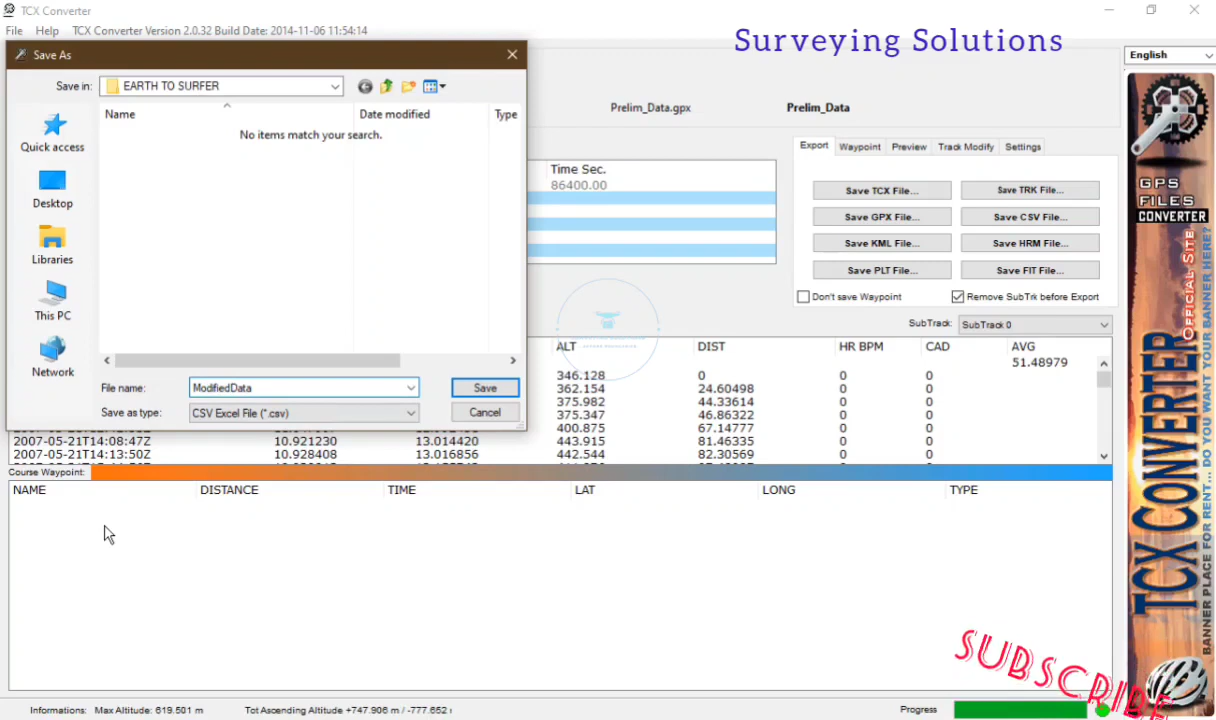 TCX Converter
File Help TCX Converter Version 2.0.32 Build Date: 2014-11-06 11:54:14
Surveying Solutions
English
Save As
Save in: EARTH TO SURFER
Name Date modified Type
No items match your search.
Quick access
Desktop
Libraries
This PC
Network
File name: ModifiedData Save
Save as type: CSV Excel File (*.csv) Cancel
Prelim_Data.gpx Prelim_Data
Time Sec.
86400.00
Export Waypoint Preview Track Modify Settings
Save TCX File... Save TRK File...
Save GPX File... Save CSV File...
Save KML File... Save HRM File...
Save PLT File... Save FIT File...
Don't save Waypoint Remove SubTrk before Export
SubTrack: SubTrack 0
ALT DIST HR BPM CAD AVG
51.48979
346.128 0 0 0
362.154 24.60498 0 0
375.982 44.33614 0 0
375.347 46.86322 0 0
400.875 67.14777 0 0
2007-05-21T14:08:47Z 10.921230 13.014420 443.915 81.46335 0 0
2007-05-21T14:13:50Z 10.928408 13.016856 442.544 82.30569 0 0
Course Waypoint:
NAME DISTANCE TIME LAT LONG TYPE
GPS
FILES
CONVERTER
OFFICIAL SITE
TCX CONVERTER
BANNER PLACE FOR RENT... DO YOU WANT YOUR BANNER HERE?
SUBSCRIBE
Informations: Max Altitude: 619.501 m Tot Ascending Altitude +747.906 m / -777.652 Progress